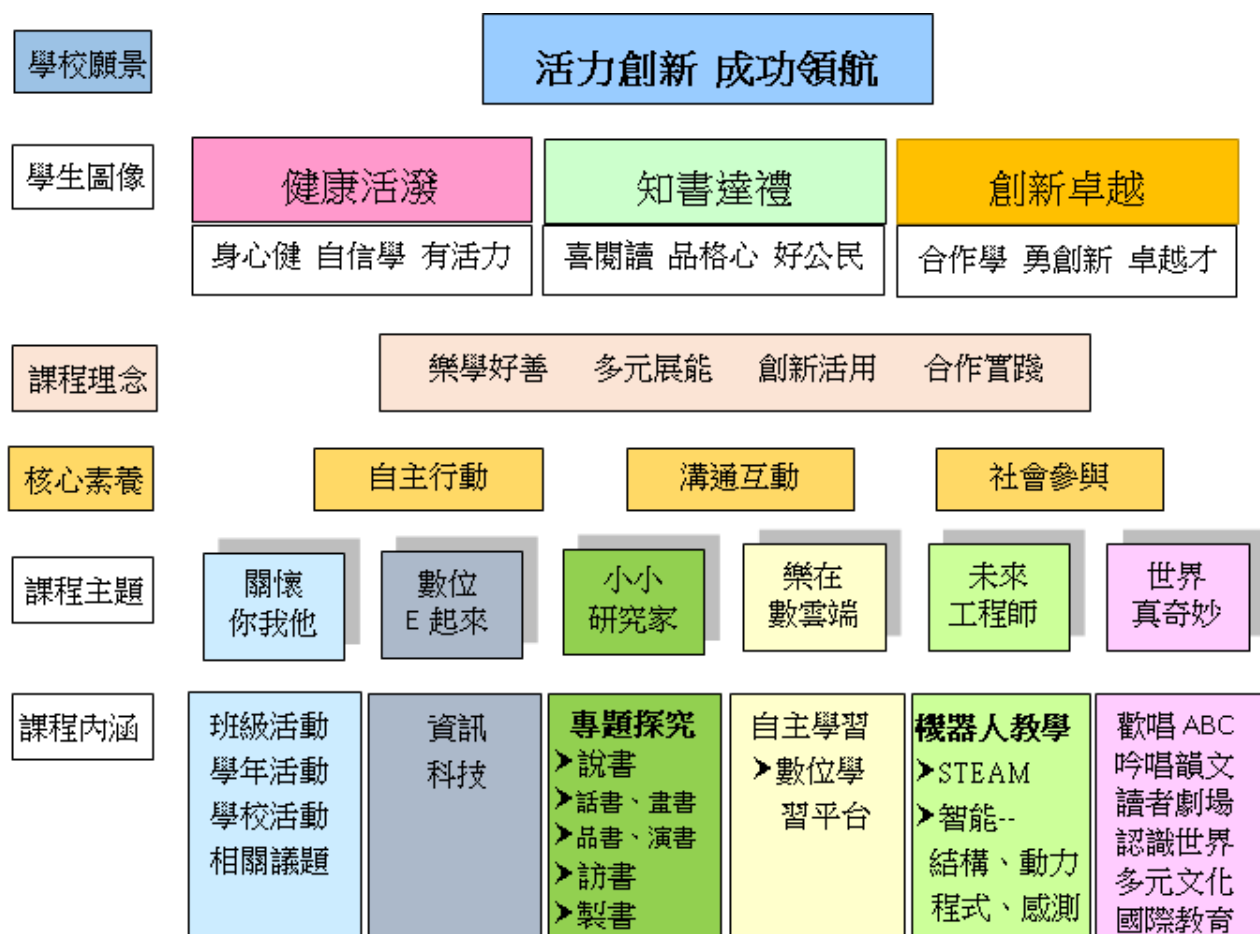 學校願景
活力創新 成功領航
學生圖像
健康活潑
知書達禮
創新卓越
身心健 自信學 有活力
喜閱讀 品格心 好公民
合作學 勇創新 卓越才
課程理念
樂學好善 多元展能 創新活用 合作實踐
核心素養
自主行動
溝通互動
社會參與
課程主題
關懷
你我他
數位
E 起來
小小
研究家
樂在
數雲端
未來
工程師
世界
真奇妙
課程內涵
班級活動
學年活動
學校活動
相關議題
資訊
科技
專題探究
➤說書
➤話書、畫書
➤品書、演書
➤訪書
➤製書
自主學習
➤數位學
習平台
機器人教學
➤STEAM
➤智能--
結構、動力
程式、感測
歡唱 ABC
吟唱韻文
讀者劇場
認識世界
多元文化
國際教育